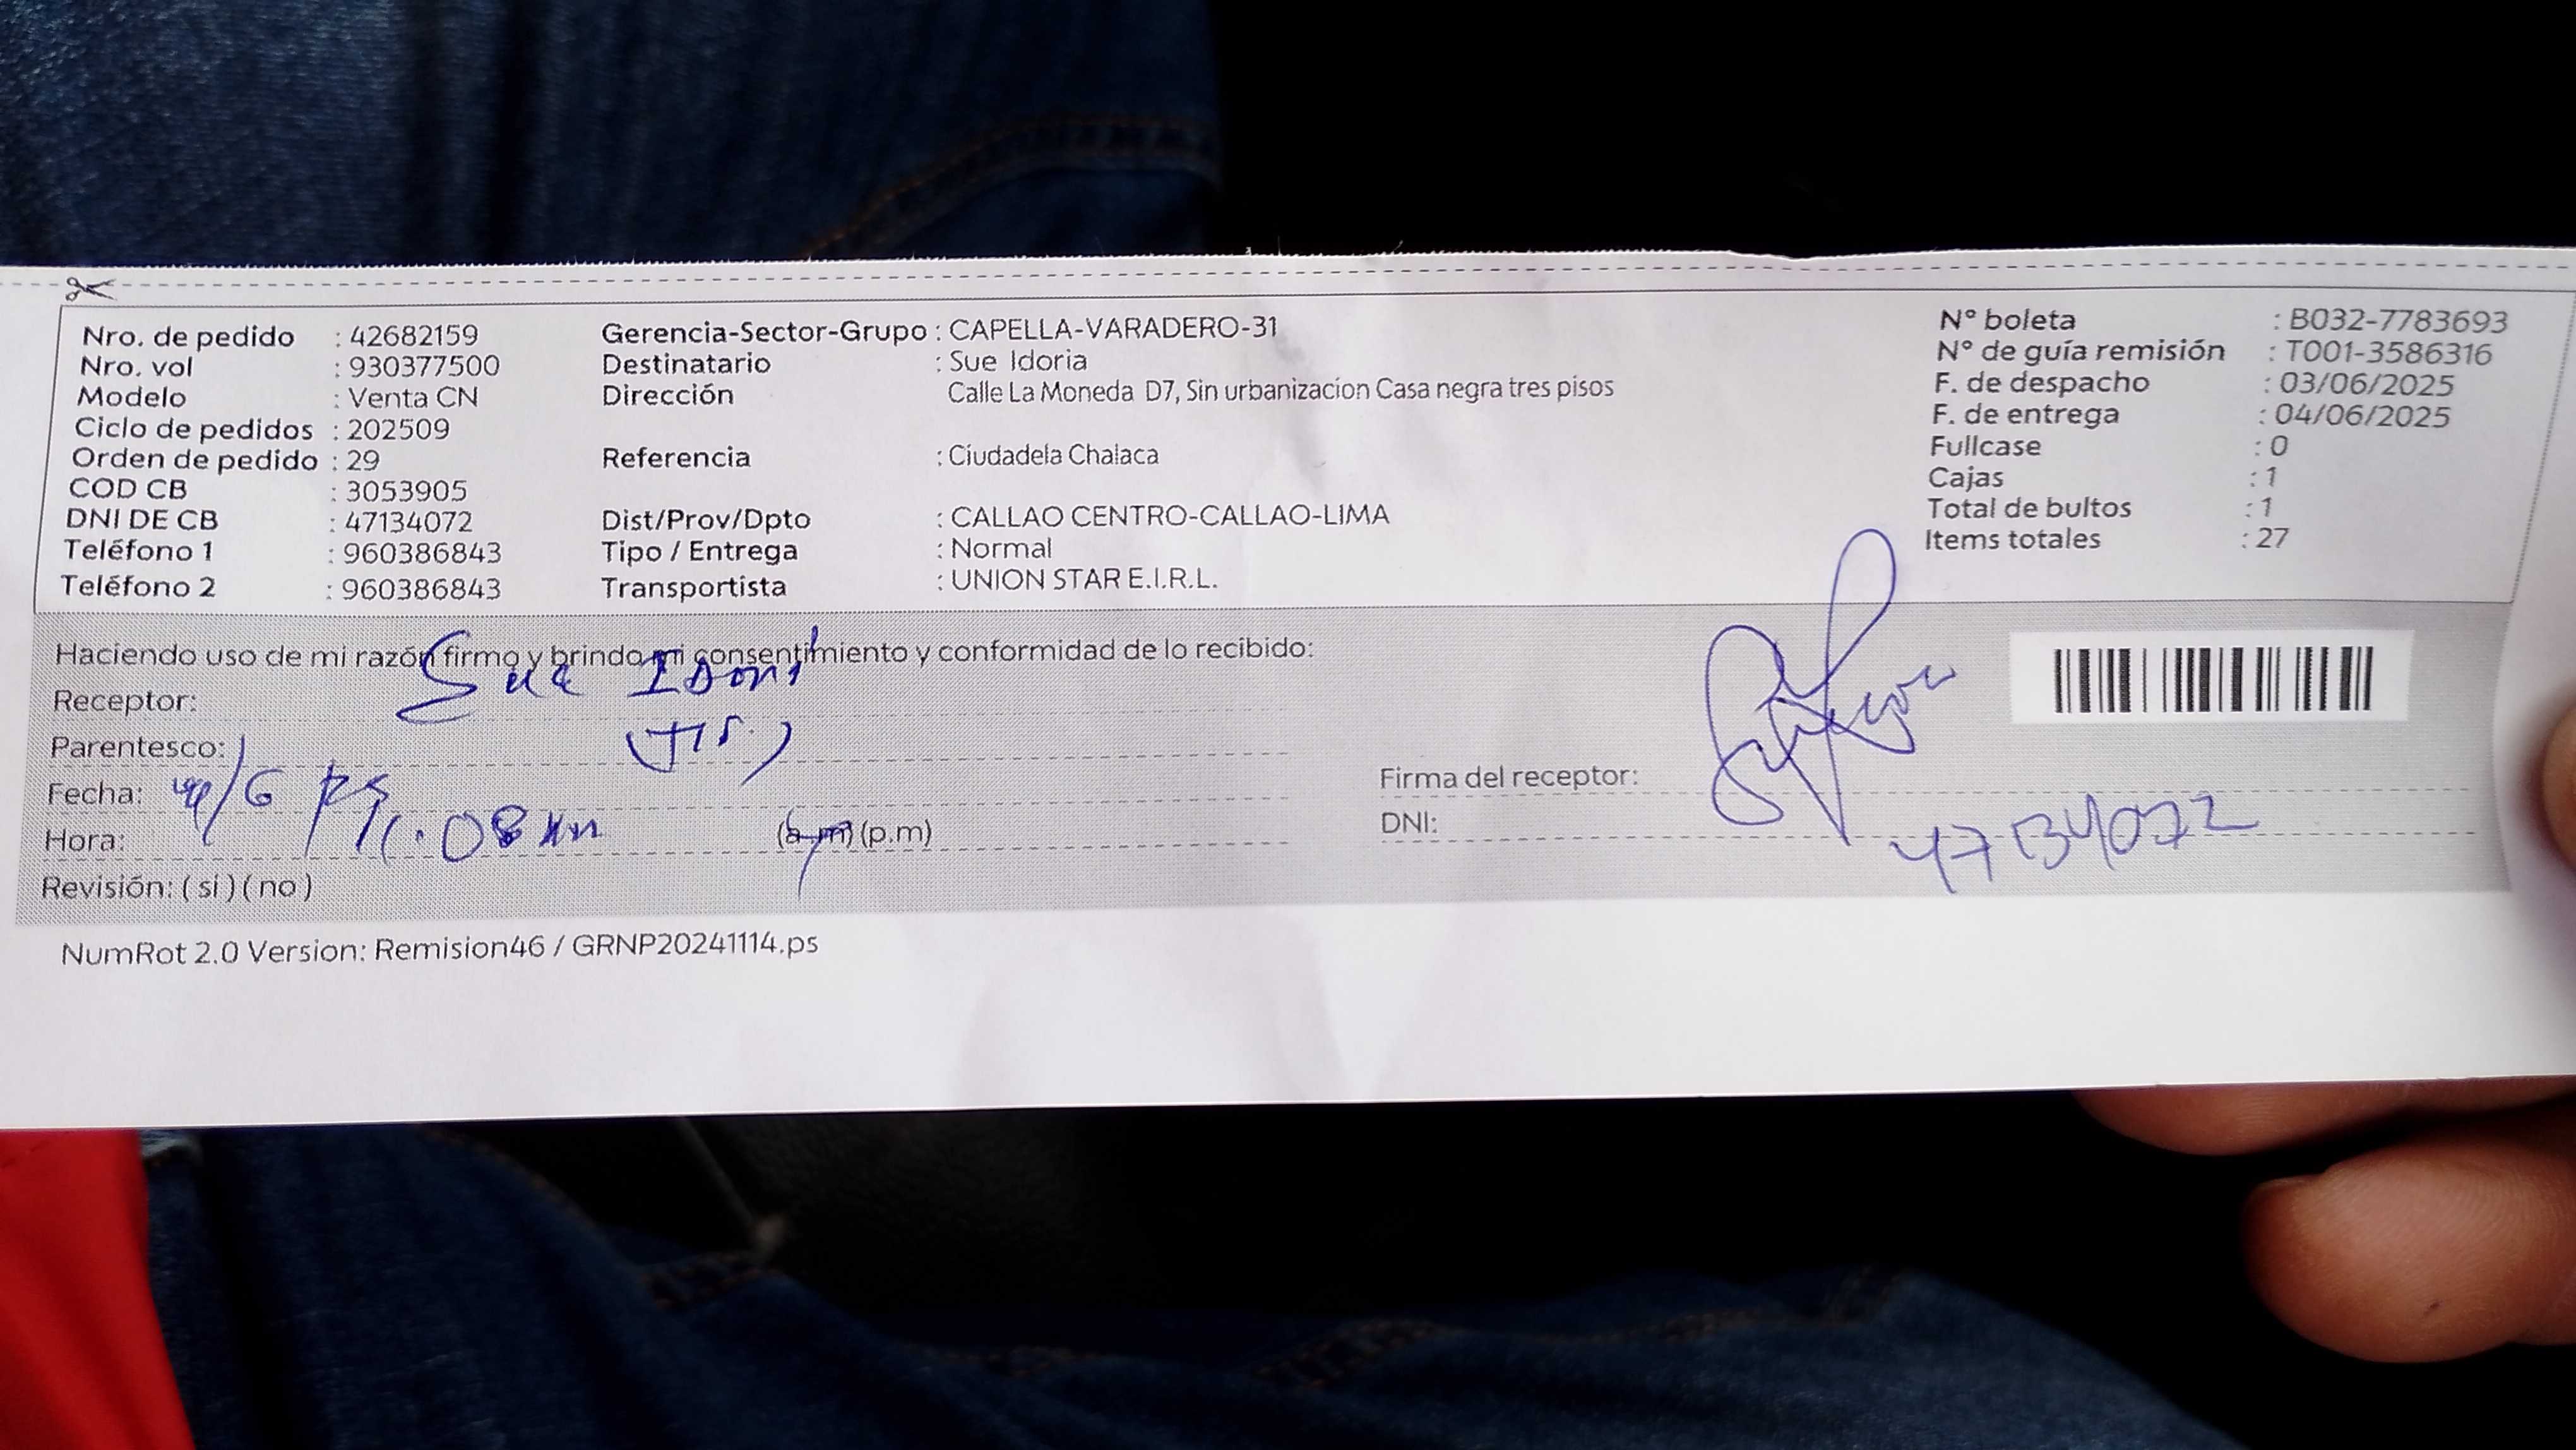 Nro. de pedido : 42682159
Nro. vol : 930377500
Modelo : Venta CN
Ciclo de pedidos : 202509
Orden de pedido : 29
COD CB : 3053905
DNI DE CB : 47134072
Teléfono 1 : 960386843
Teléfono 2 : 960386843
Gerencia-Sector-Grupo : CAPELLA-VARADERO-31
Destinatario : Sue Idoria
Dirección Calle La Moneda D7, Sin urbanizacion Casa negra tres pisos
Referencia : Ciudadela Chalaca
Dist/Prov/Dpto : CALLAO CENTRO-CALLAO-LIMA
Tipo / Entrega : Normal
Transportista : UNION STAR E.I.R.L.
N° boleta : B032-7783693
N° de guía remisión : T001-3586316
F. de despacho : 03/06/2025
F. de entrega : 04/06/2025
Fullcase : 0
Cajas : 1
Total de bultos : 1
Items totales : 27
Haciendo uso de mi razón firmo y brindo mi consentimiento y conformidad de lo recibido:
Receptor: Sue
Parentesco: (TIT.)
Fecha:
Hora: (a.m) (p.m)
Revisión: ( si ) ( no )
Firma del receptor:
DNI: 47134072
NumRot 2.0 Version: Remision46 / GRNP20241114.ps